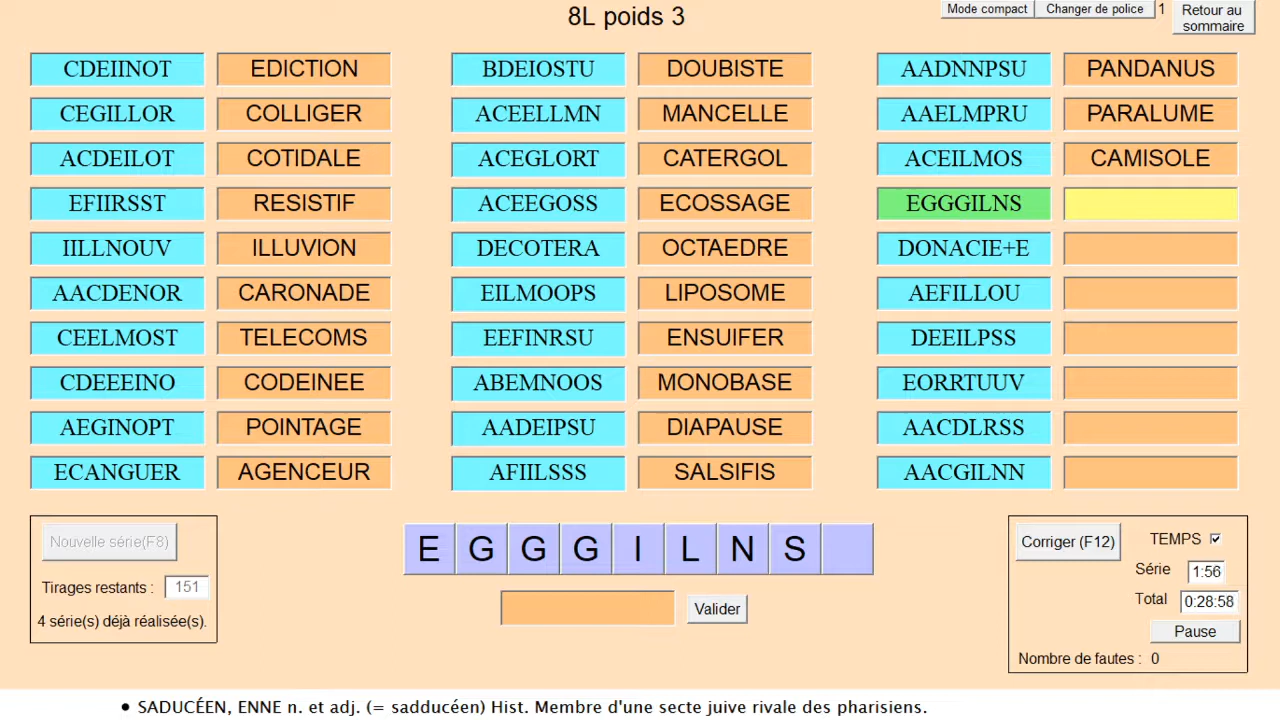 8L poids 3
Mode compact Changer de police 1 Retour au sommaire
CDEIINOT EDICTION BDEIOSTU DOUBISTE AADNNPSU PANDANUS
CEGILLOR COLLIGER ACEELLMN MANCELLE AAELMPRU PARALUME
ACDEILOT COTIDALE ACEGLORT CATERGOL ACEILMOS CAMISOLE
EFIIRSST RESISTIF ACEEGOSS ECOSSAGE EGGGILNS
IILLNOUV ILLUVION DECOTERA OCTAEDRE DONACIE+E
AACDENOR CARONADE EILMOOPS LIPOSOME AEFILLOU
CEELMOST TELECOMS EEFINRSU ENSUIFER DEEILPSS
CDEEEINO CODEINEE ABEMNOOS MONOBASE EORRTUUV
AEGINOPT POINTAGE AADEIPSU DIAPAUSE AACDLRSS
ECANGUER AGENCEUR AFIILSSS SALSIFIS AACGILNN
Nouvelle série(F8)
Tirages restants : 151
4 série(s) déjà réalisée(s).
E G G G I L N S
Valider
Corriger (F12) TEMPS
Série 1:56
Total 0:28:58
Pause
Nombre de fautes : 0
• SADUCÉEN, ENNE n. et adj. (= sadducéen) Hist. Membre d'une secte juive rivale des pharisiens.